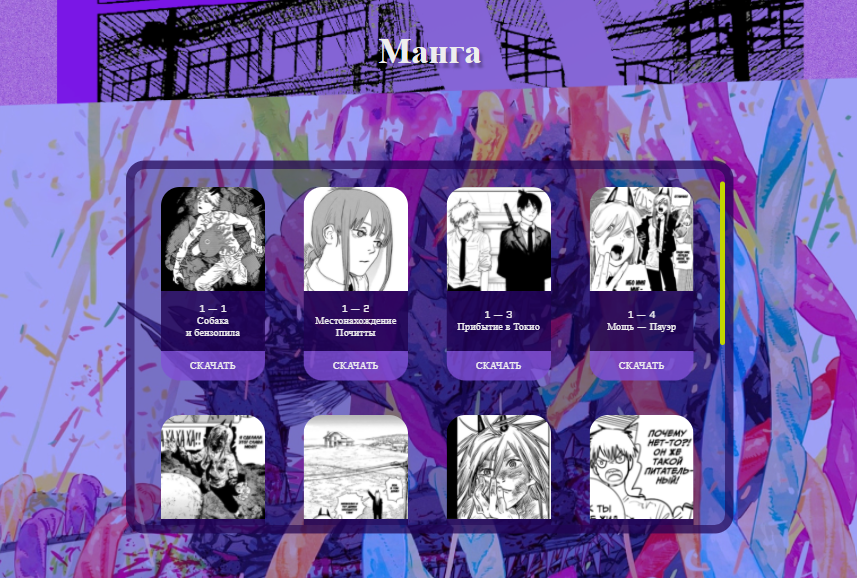 Манга
1 — 1
Собака
и бензопила
1 — 2
Местонахождение
Почитты
1 — 3
Прибытие в Токио
1 — 4
Мощь — Пауэр
СКАЧАТЬ
СКАЧАТЬ
СКАЧАТЬ
СКАЧАТЬ
ПОЧЕМУ
НЕТ-ТО?!
ОН ЖЕ
ТАКОЙ
ПИТАТЕЛЬ-
НЫЙ!